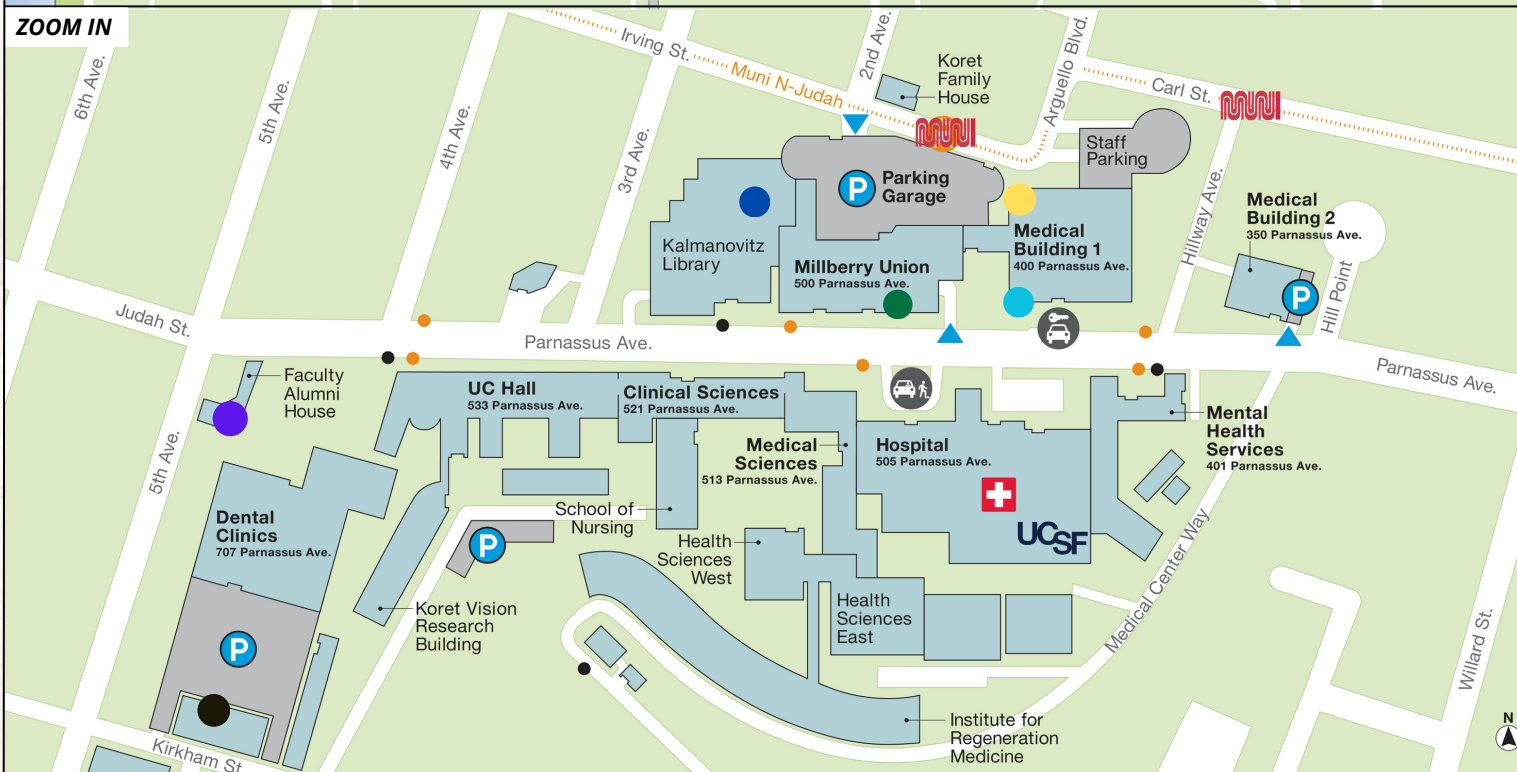 ZOOM IN
6th Ave.
5th Ave.
4th Ave.
3rd Ave.
Irving St.
Muni N-Judah
2nd Ave.
Koret
Family
House
Arguello Blvd.
Carl St.
MUNI
MUNI
Staff
Parking
P
Parking
Garage
Kalmanovitz
Library
Millberry Union
500 Parnassus Ave.
Medical
Building 1
400 Parnassus Ave.
Hillway Ave.
Medical
Building 2
350 Parnassus Ave.
P
Hill Point
Judah St.
Parnassus Ave.
Parnassus Ave.
Faculty
Alumni
House
UC Hall
533 Parnassus Ave.
Clinical Sciences
521 Parnassus Ave.
Medical
Sciences
513 Parnassus Ave.
Hospital
505 Parnassus Ave.
UCSF
Mental
Health
Services
401 Parnassus Ave.
5th Ave.
Dental
Clinics
707 Parnassus Ave.
School of
Nursing
P
Health
Sciences
West
Health
Sciences
East
Koret Vision
Research
Building
P
Medical Center Way
Willard St.
Institute for
Regeneration
Medicine
Kirkham St.
N